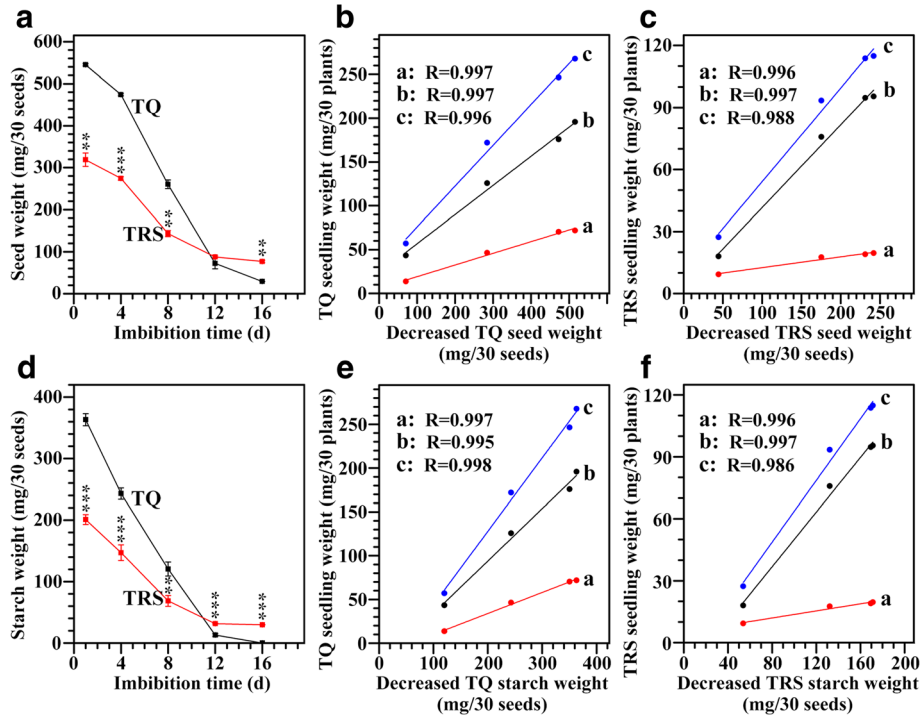 a
Seed weight (mg/30 seeds)
600
500
400
300
200
100
0
TQ
TRS
**
***
**
**
0 4 8 12 16
Imbibition time (d)
b
TQ seedling weight (mg/30 plants)
250
200
150
100
50
0
a: R=0.997
b: R=0.997
c: R=0.996
c
b
a
0 100 200 300 400 500
Decreased TQ seed weight
(mg/30 seeds)
c
TRS seedling weight (mg/30 plants)
120
90
60
30
0
a: R=0.996
b: R=0.997
c: R=0.988
c
b
a
0 50 100 150 200 250
Decreased TRS seed weight
(mg/30 seeds)
d
Starch weight (mg/30 seeds)
400
300
200
100
0
TQ
TRS
***
***
***
***
***
0 4 8 12 16
Imbibition time (d)
e
TQ seedling weight (mg/30 plants)
250
200
150
100
50
0
a: R=0.997
b: R=0.995
c: R=0.998
c
b
a
0 100 200 300 400
Decreased TQ starch weight
(mg/30 seeds)
f
TRS seedling weight (mg/30 plants)
120
90
60
30
0
a: R=0.996
b: R=0.997
c: R=0.986
c
b
a
0 40 80 120 160 200
Decreased TRS starch weight
(mg/30 seeds)